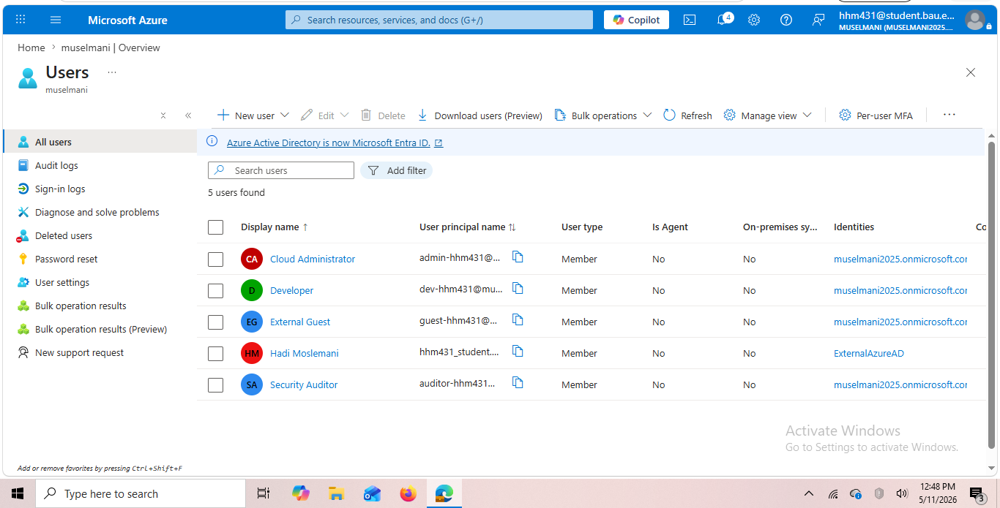 Microsoft Azure
Search resources, services, and docs (G+/)
Copilot
4
hhm431@student.bau.e...
MUSELMANI (MUSELMANI2025....
Home > muselmani | Overview
Users ...
muselmani
New user
Edit
Delete
Download users (Preview)
Bulk operations
Refresh
Manage view
Per-user MFA
All users
Audit logs
Sign-in logs
Diagnose and solve problems
Deleted users
Password reset
User settings
Bulk operation results
Bulk operation results (Preview)
New support request
Add or remove favorites by pressing Ctrl+Shift+F
Azure Active Directory is now Microsoft Entra ID.
Search users
Add filter
5 users found
Display name ↑ User principal name ↑↓ User type Is Agent On-premises sy... Identities Co
CA Cloud Administrator admin-hhm431@... Member No No muselmani2025.onmicrosoft.cor
D Developer dev-hhm431@mu... Member No No muselmani2025.onmicrosoft.cor
EG External Guest guest-hhm431@... Member No No muselmani2025.onmicrosoft.cor
HM Hadi Moslemani hhm431_student.... Member No No ExternalAzureAD
SA Security Auditor auditor-hhm431... Member No No muselmani2025.onmicrosoft.cor
Activate Windows
Go to Settings to activate Windows.
Type here to search
12:48 PM
5/11/2026
3